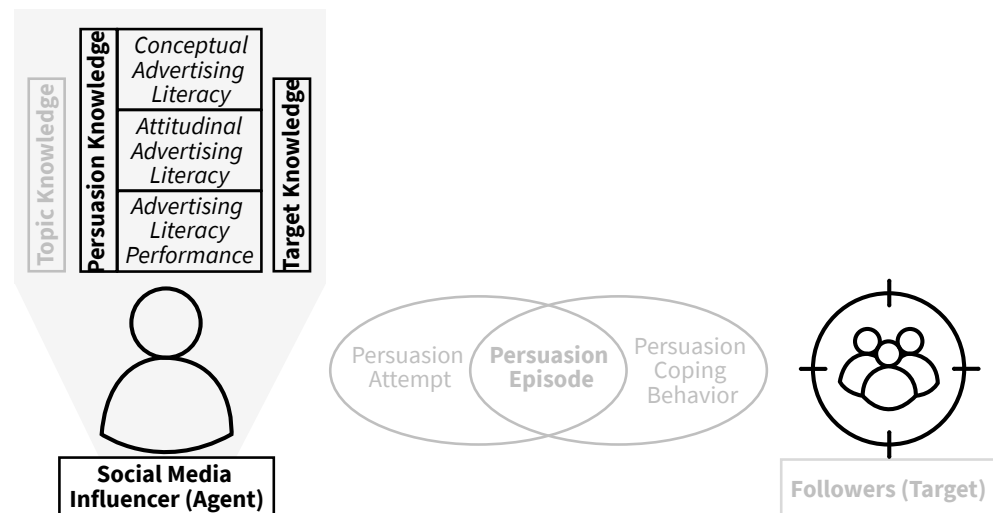 Topic Knowledge
Persuasion Knowledge
Conceptual
Advertising
Literacy
Attitudinal
Advertising
Literacy
Advertising
Literacy
Performance
Target Knowledge
Social Media
Influencer (Agent)
Persuasion
Attempt
Persuasion
Episode
Persuasion
Coping
Behavior
Followers (Target)